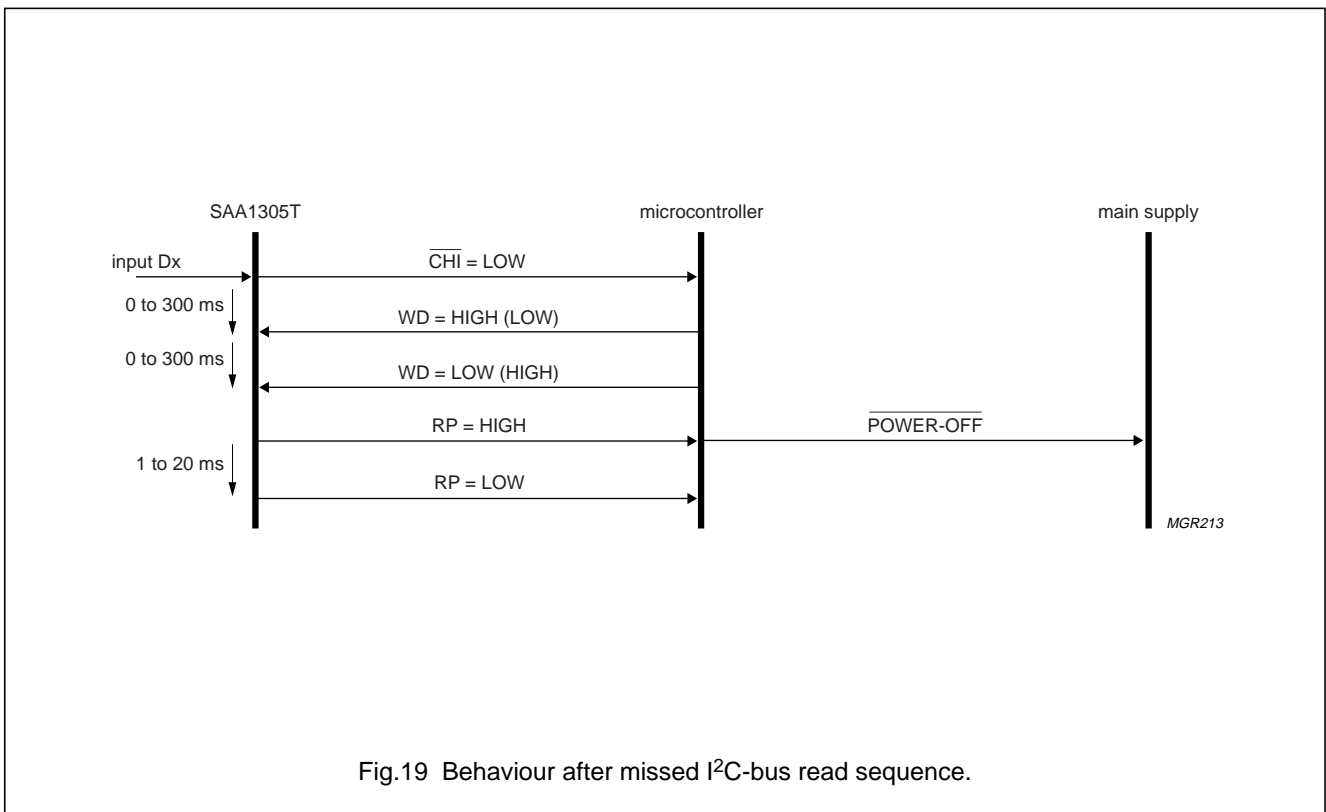 SAA1305T microcontroller main supply
input Dx CHI = LOW
0 to 300 ms
WD = HIGH (LOW)
0 to 300 ms
WD = LOW (HIGH)
RP = HIGH POWER-OFF
1 to 20 ms
RP = LOW
MGR213
Fig.19 Behaviour after missed I²C-bus read sequence.